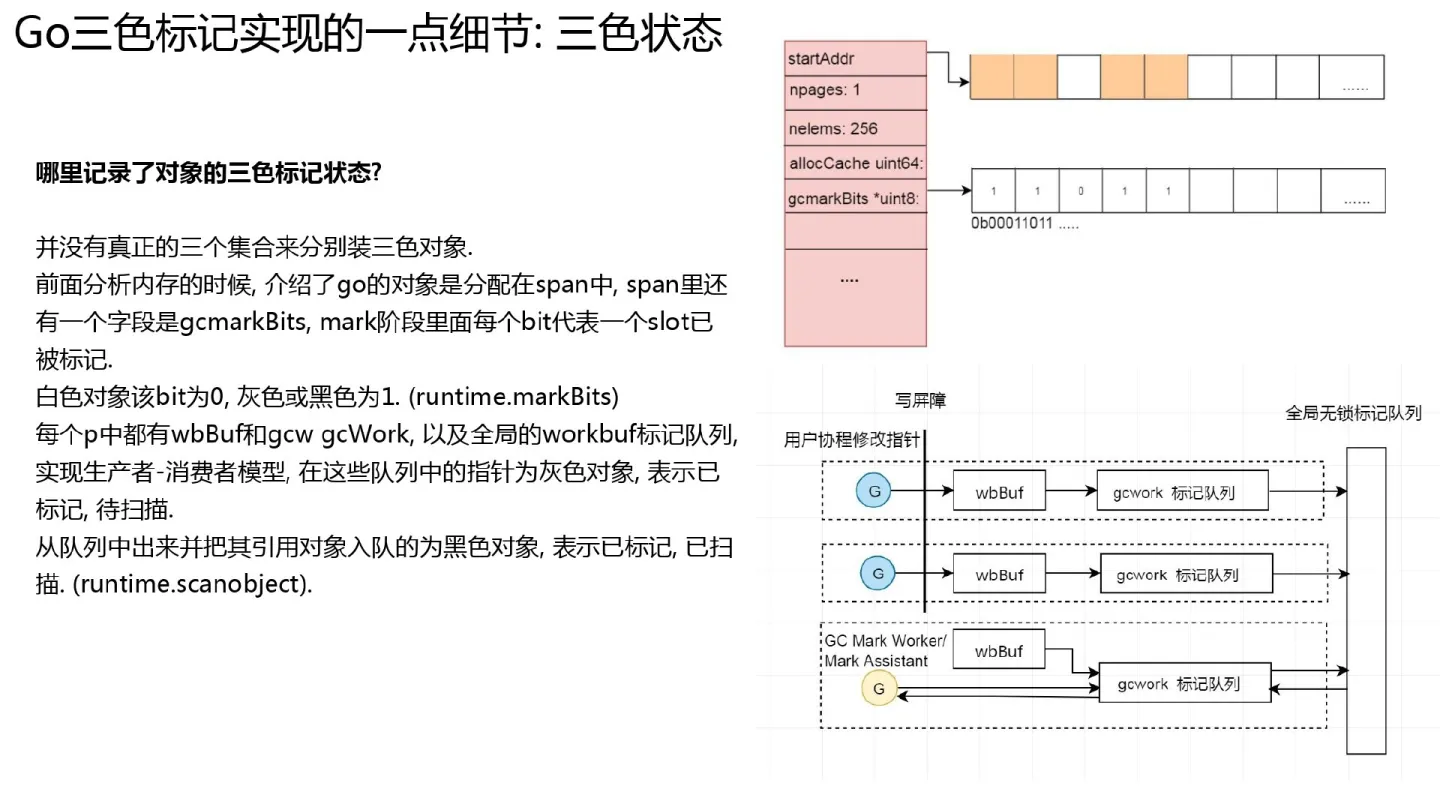 Go三色标记实现的一点细节: 三色状态
哪里记录了对象的三色标记状态?
并没有真正的三个集合来分别装三色对象.
前面分析内存的时候, 介绍了go的对象是分配在span中, span里还
有一个字段是gcmarkBits, mark阶段里面每个bit代表一个slot已
被标记.
白色对象该bit为0, 灰色或黑色为1. (runtime.markBits)
每个p中都有wbBuf和gcw gcWork, 以及全局的workbuf标记队列,
实现生产者-消费者模型, 在这些队列中的指针为灰色对象, 表示已
标记, 待扫描.
从队列中出来并把其引用对象入队的为黑色对象, 表示已标记, 已扫
描. (runtime.scanobject).
startAddr
npages: 1
nelems: 256
allocCache uint64:
gcmarkBits *uint8:
....
......
1 1 0 1 1 ......
0b00011011 .....
写屏障
全局无锁标记队列
用户协程修改指针
G wbBuf gcwork 标记队列
G wbBuf gcwork 标记队列
GC Mark Worker/
Mark Assistant
wbBuf
G gcwork 标记队列